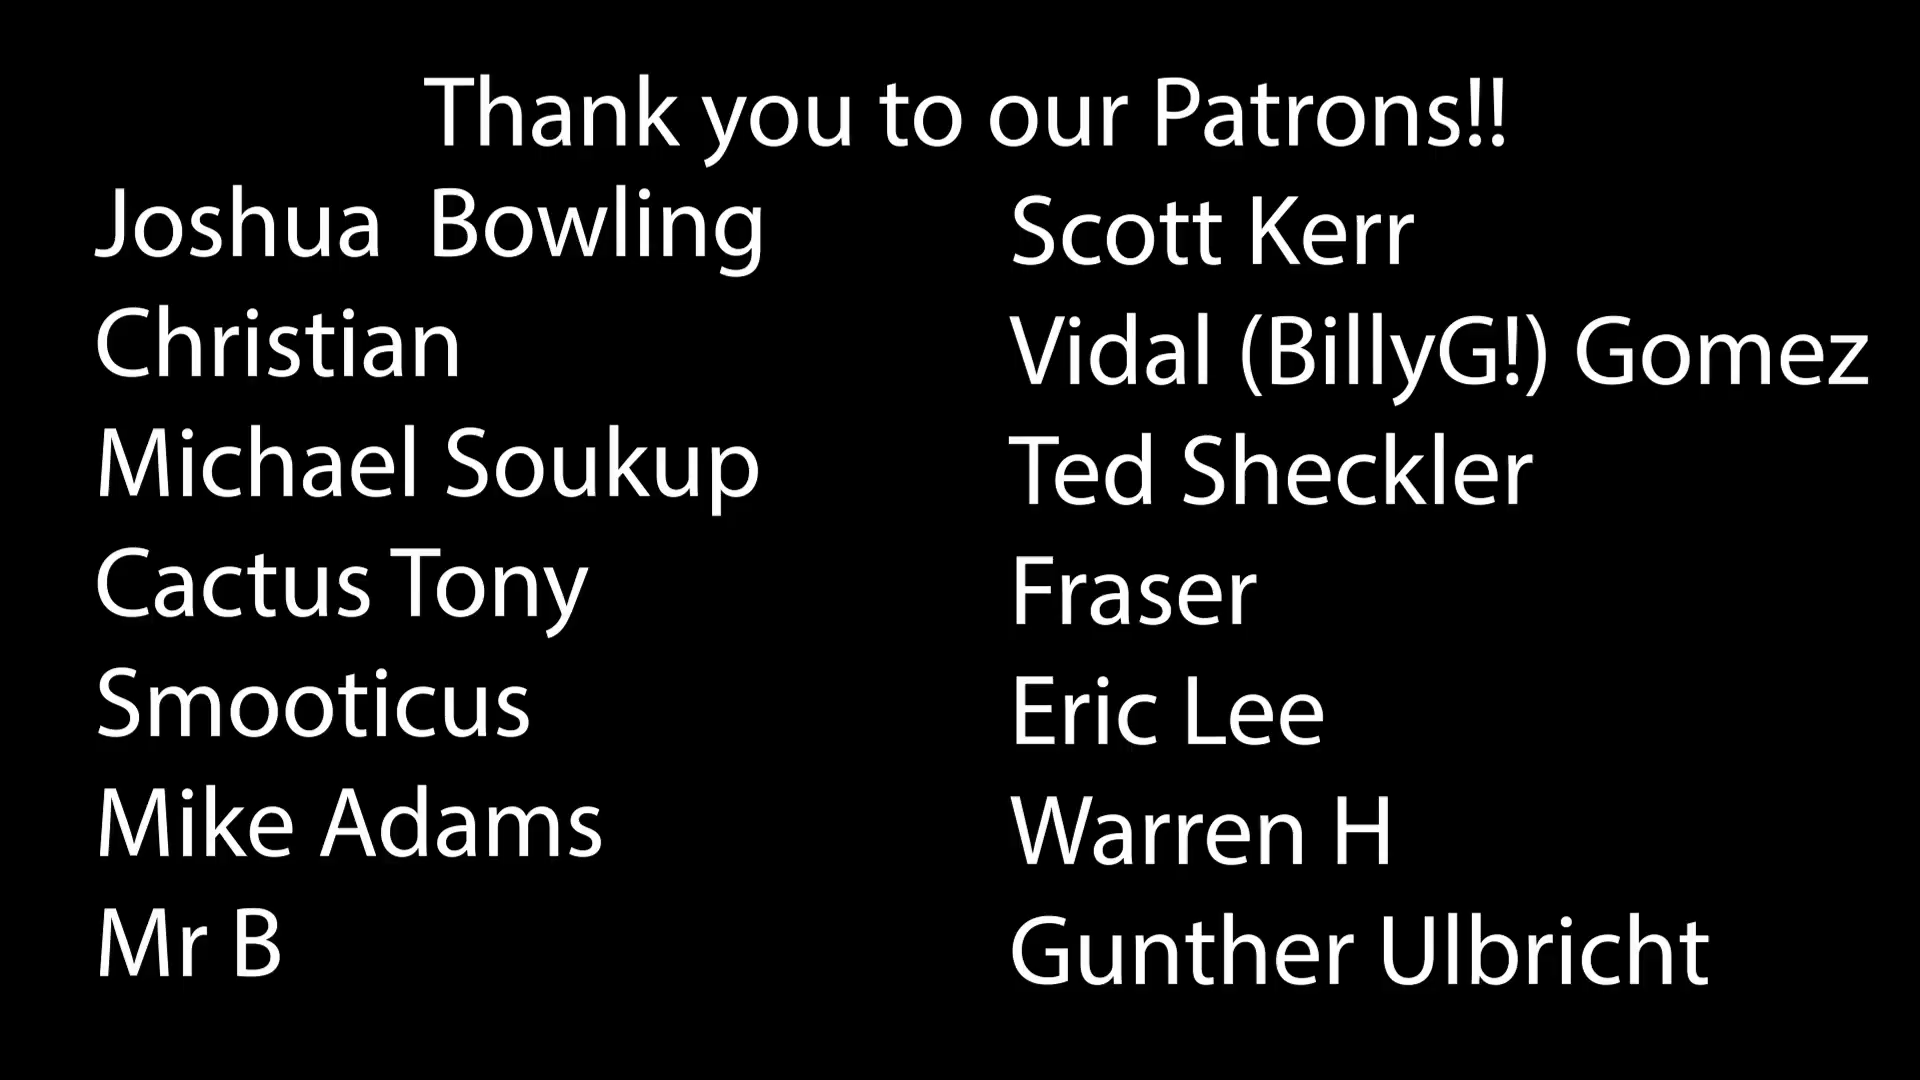 Thank you to our Patrons!!
Joshua  Bowling
Christian
Michael Soukup
Cactus Tony
Smooticus
Mike Adams
Mr B
Scott Kerr
Vidal (BillyG!) Gomez
Ted Sheckler
Fraser
Eric Lee
Warren H
Gunther Ulbricht